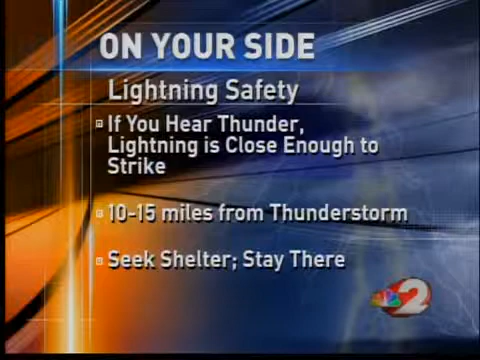 ON YOUR SIDE
Lightning Safety
If You Hear Thunder,
Lightning is Close Enough to
Strike
10-15 miles from Thunderstorm
Seek Shelter; Stay There
2